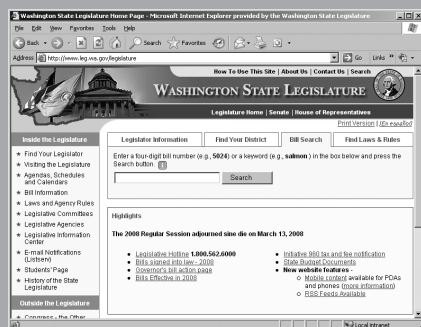 Washington State Legislature Home Page - Microsoft Internet Explorer provided by the Washington State Legislature
File Edit View Favorites Tools Help
Back Search Favorites
Address http://www.leg.wa.gov/legislature Go Links
How To Use This Site | About Us | Contact Us | Search
WASHINGTON STATE LEGISLATURE
Legislature Home | Senate | House of Representatives
Print Version | ¡En español!
Inside the Legislature
Find Your Legislator
Visiting the Legislature
Agendas, Schedules
and Calendars
Bill Information
Laws and Agency Rules
Legislative Committees
Legislative Agencies
Legislative Information
Center
E-mail Notifications
(Listserv)
Students' Page
History of the State
Legislature
Outside the Legislature
Congress - the Other
Legislator Information Find Your District Bill Search Find Laws & Rules
Enter a four-digit bill number (e.g., 5024) or a keyword (e.g., salmon ) in the box below and press the
Search button.
Search
Highlights
The 2008 Regular Session adjourned sine die on March 13, 2008
Legislative Hotline 1.800.562.6000
Bills signed into law - 2008
Governor's bill action page
Bills Effective in 2008
Initiative 960 tax and fee notification
State Budget Documents
New website features -
Mobile content available for PDAs
and phones (more information)
RSS Feeds Available
Local intranet